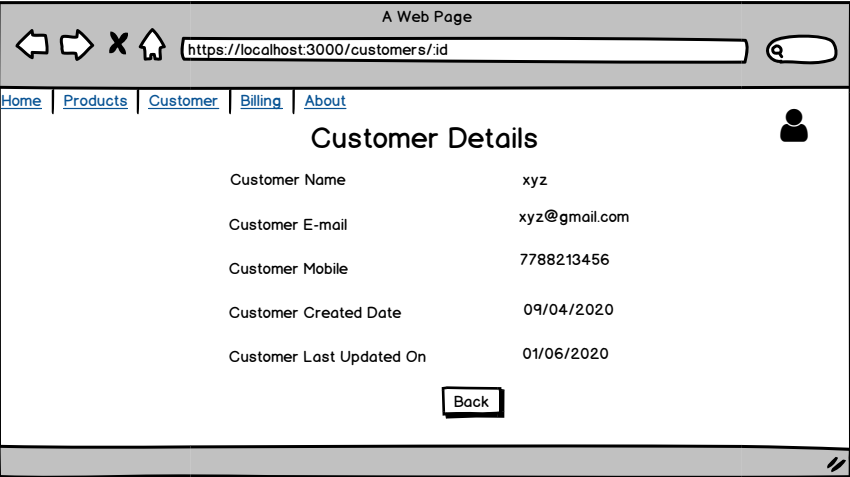 A Web Page
https://localhost:3000/customers/:id
Home Products Customer Billing About
Customer Details
Customer Name xyz
Customer E-mail xyz@gmail.com
Customer Mobile 7788213456
Customer Created Date 09/04/2020
Customer Last Updated On 01/06/2020
Back